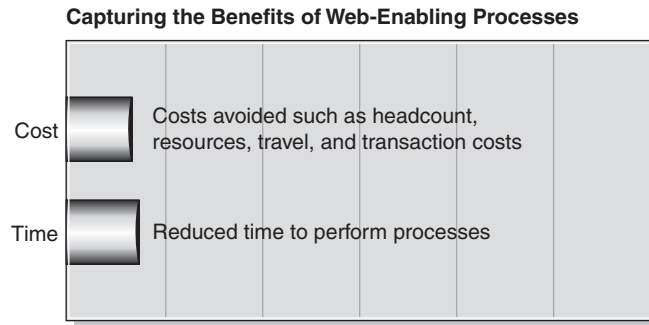 Capturing the Benefits of Web-Enabling Processes
Cost
Costs avoided such as headcount,
resources, travel, and transaction costs
Time
Reduced time to perform processes